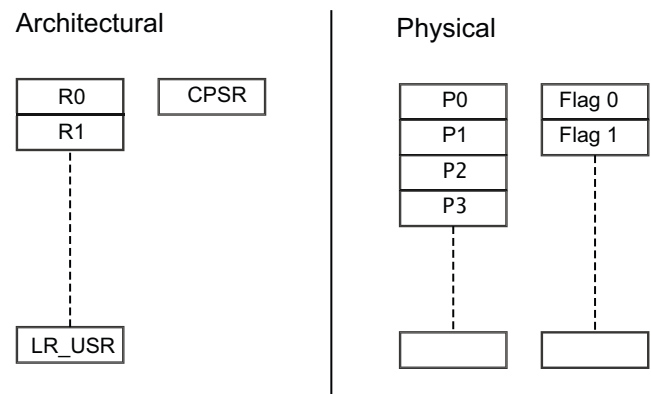 Architectural
R0
R1
LR_USR
CPSR
Physical
P0
P1
P2
P3
Flag 0
Flag 1